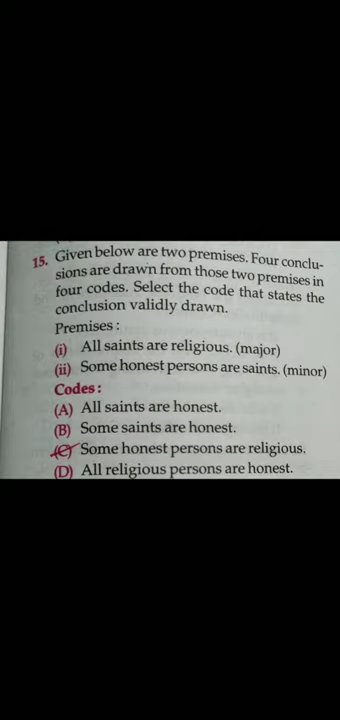 15. Given below are two premises. Four conclu-
sions are drawn from those two premises in
four codes. Select the code that states the
conclusion validly drawn.
Premises :
(i) All saints are religious. (major)
(ii) Some honest persons are saints. (minor)
Codes :
(A) All saints are honest.
(B) Some saints are honest.
(C) Some honest persons are religious.
(D) All religious persons are honest.